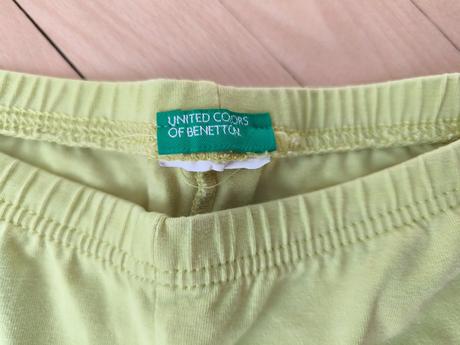 UNITED COLORS
OF BENETTON.